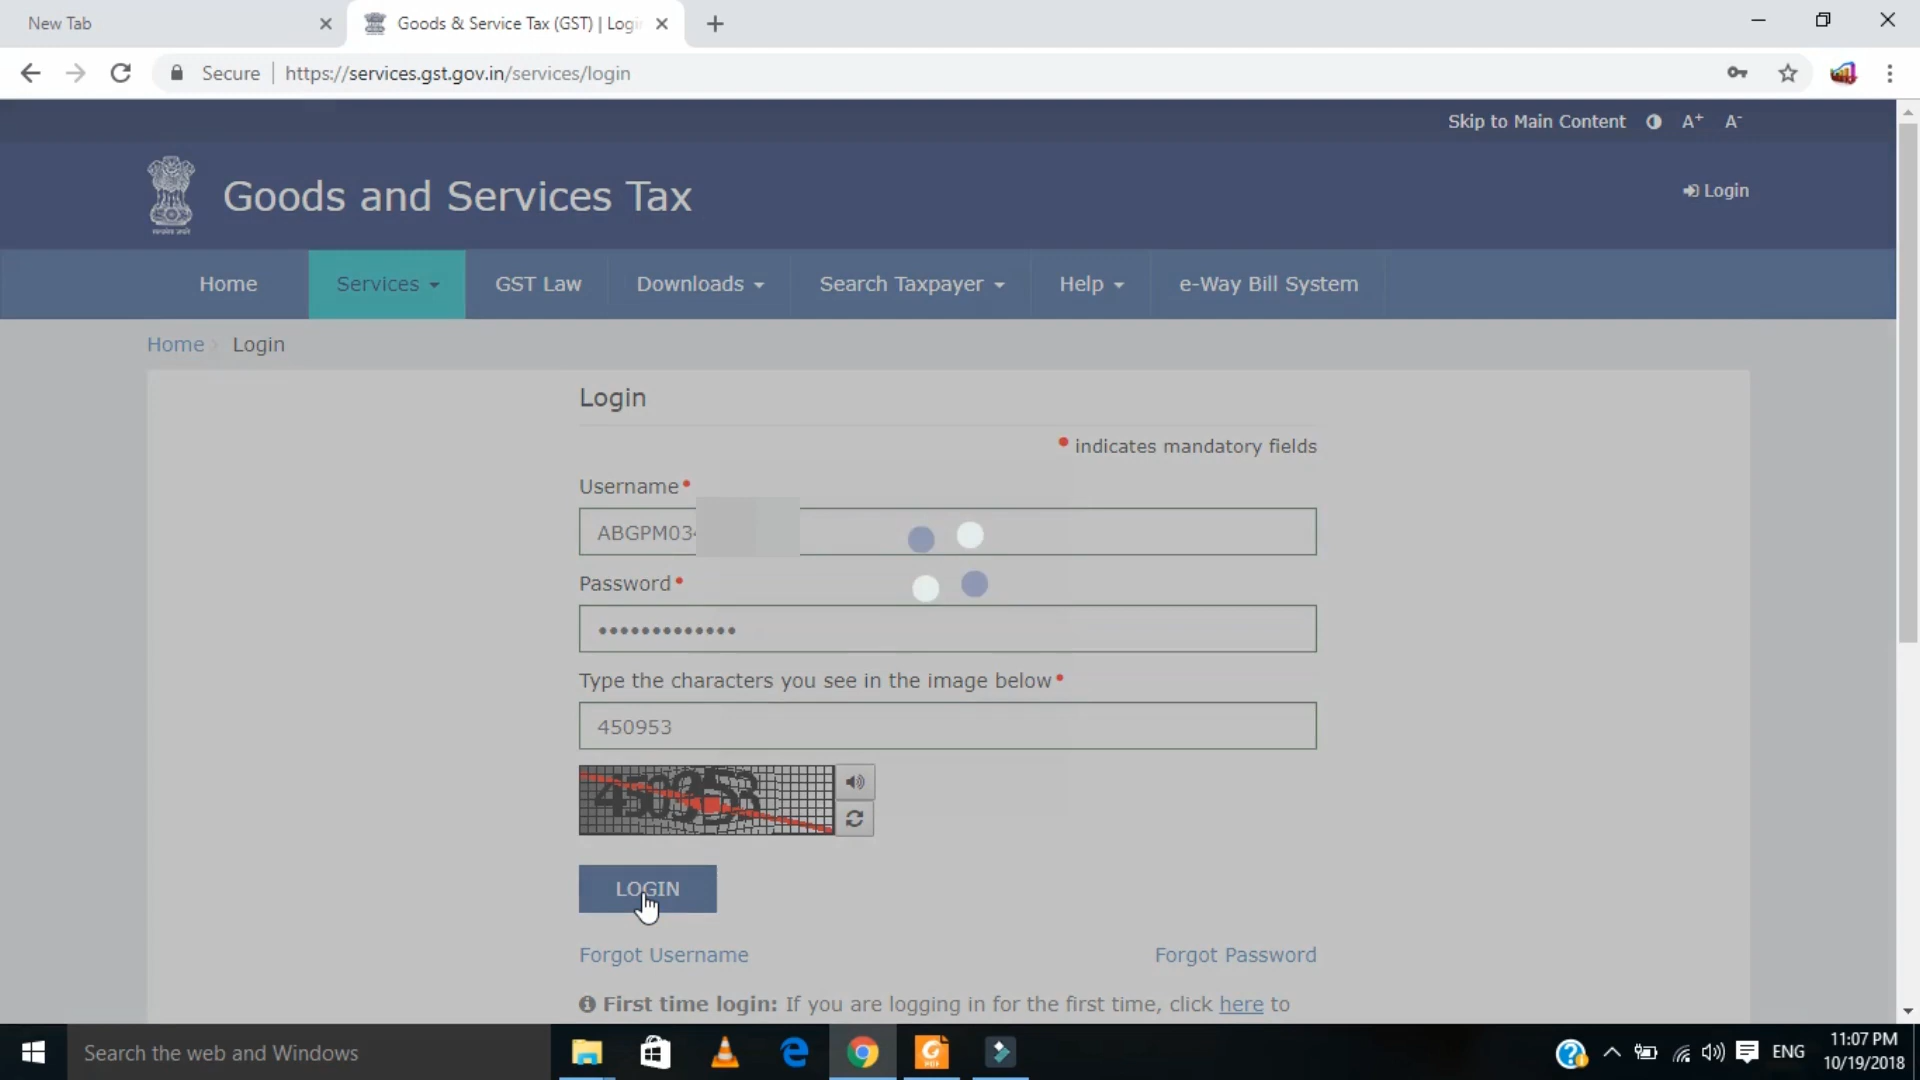 New Tab
Goods & Service Tax (GST) | Logi
Secure
https://services.gst.gov.in/services/login
Skip to Main Content A+ A-
Goods and Services Tax
Login
Home Services GST Law Downloads Search Taxpayer Help e-Way Bill System
Home Login
Login
• indicates mandatory fields
Username•
ABGPM034
Password•
•••••••••••••
Type the characters you see in the image below•
450953
450953
LOGIN
Forgot Username Forgot Password
First time login: If you are logging in for the first time, click here to
Search the web and Windows
ENG
11:07 PM
10/19/2018